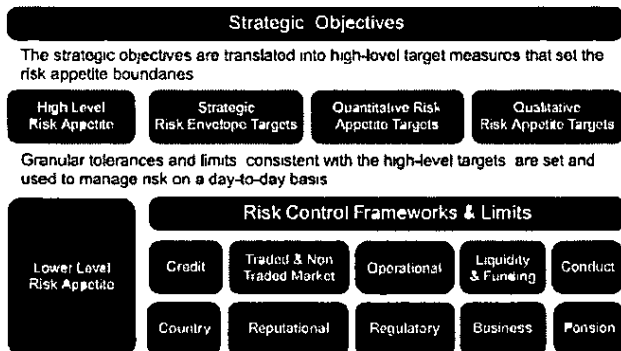 Strategic Objectives
The strategic objectives are translated into high-level target measures that set the
risk appetite boundaries
High Level
Risk Appetite
Strategic
Risk Envelope Targets
Quantitative Risk
Appetite Targets
Qualitative
Risk Appetite Targets
Granular tolerances and limits consistent with the high-level targets are set and
used to manage risk on a day-to-day basis
Lower Level
Risk Appetite
Risk Control Frameworks & Limits
Credit
Traded & Non
Traded Market
Operational
Liquidity
& Funding
Conduct
Country
Reputational
Regulatory
Business
Pension